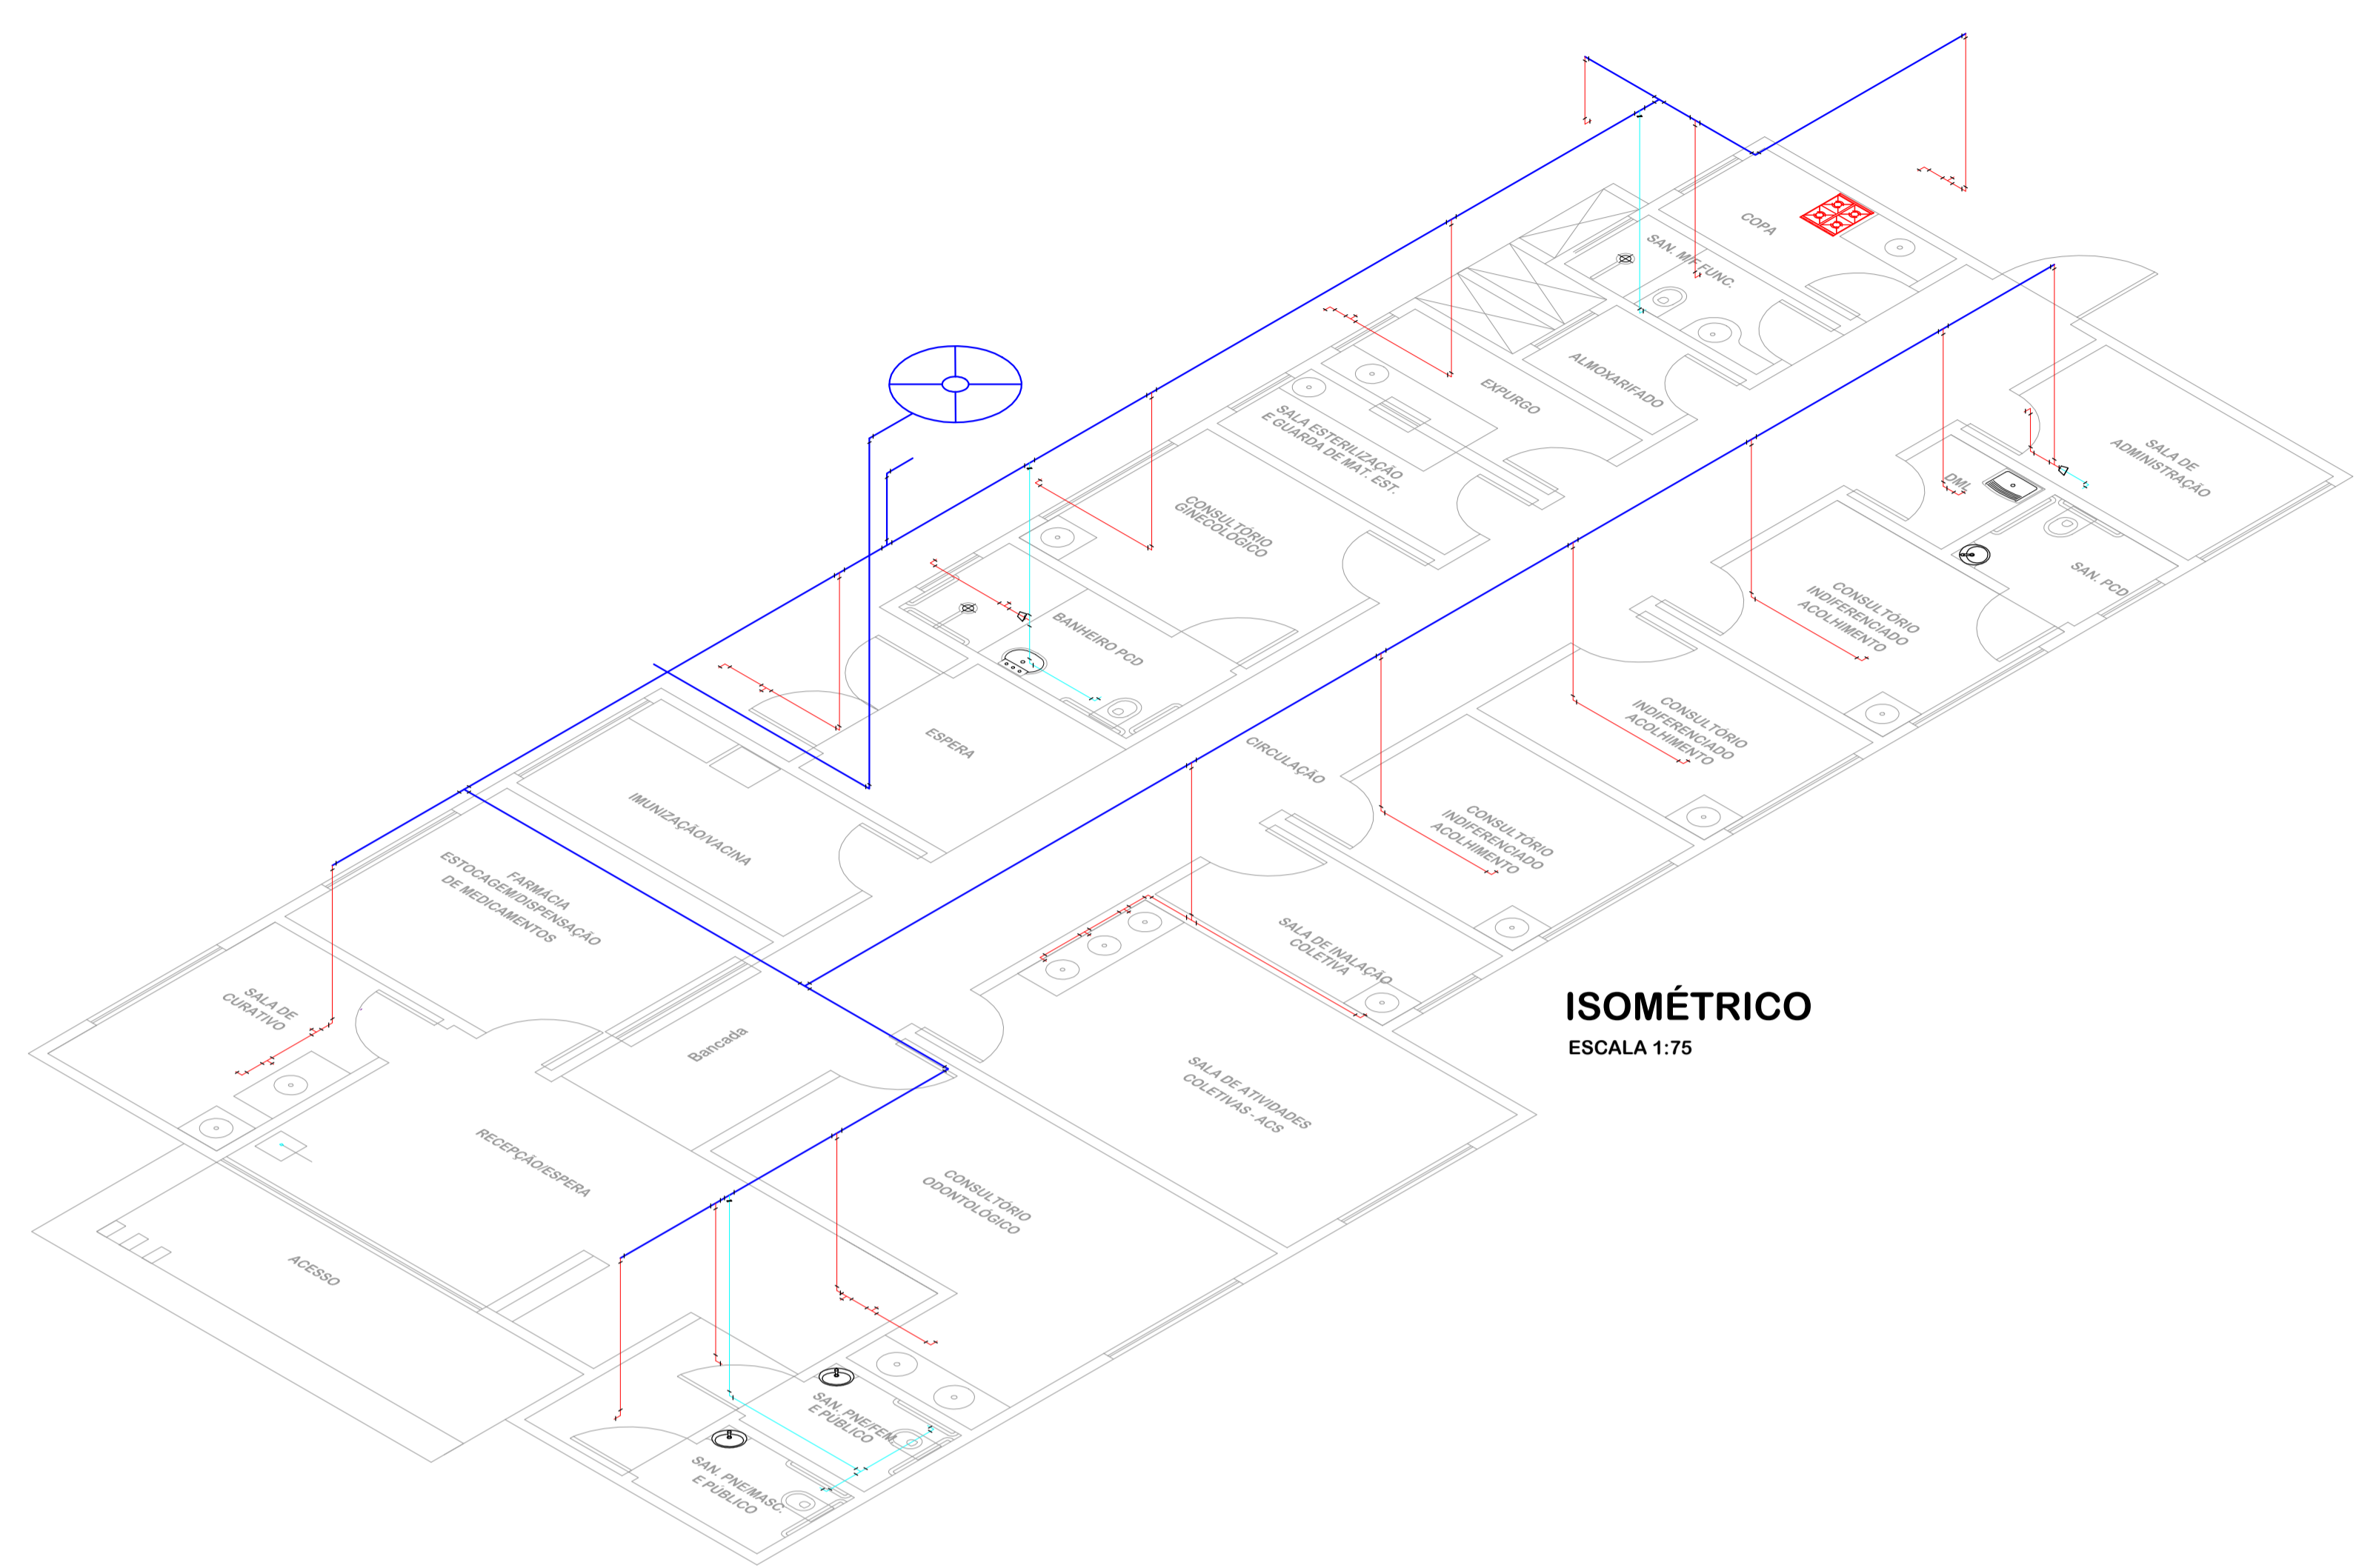 COPA
SAN. M/F FUNC.
ALMOXARIFADO
EXPURGO
SALA ESTERILIZAÇÃO
E GUARDA DE MAT. EST.
SALA DE
ADMINISTRAÇÃO
DML
SAN. PCD
CONSULTÓRIO
GINECOLÓGICO
CONSULTÓRIO
INDIFERENCIADO
ACOLHIMENTO
BANHEIRO PCD
CONSULTÓRIO
INDIFERENCIADO
ACOLHIMENTO
ESPERA
CIRCULAÇÃO
IMUNIZAÇÃO/VACINA
CONSULTÓRIO
INDIFERENCIADO
ACOLHIMENTO
FARMÁCIA
ESTOCAGEM/DISPENSAÇÃO
DE MEDICAMENTOS
SALA DE INALAÇÃO
COLETIVA
SALA DE
CURATIVO
ISOMÉTRICO
ESCALA 1:75
Bancada
SALA DE ATIVIDADES
COLETIVAS - ACS
RECEPÇÃO/ESPERA
CONSULTÓRIO
ODONTOLÓGICO
ACESSO
SAN. PNE/FEM.
E PÚBLICO
SAN. PNE/MASC.
E PÚBLICO